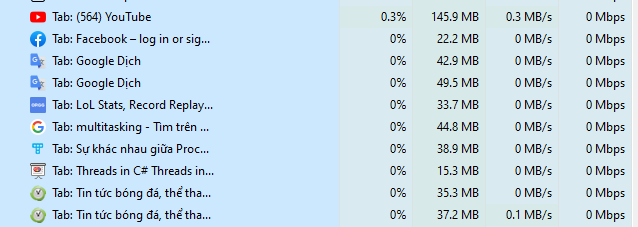 Tab: (564) YouTube 0.3% 145.9 MB 0.3 MB/s 0 Mbps
Tab: Facebook – log in or sig... 0% 22.2 MB 0 MB/s 0 Mbps
Tab: Google Dịch 0% 42.9 MB 0 MB/s 0 Mbps
Tab: Google Dịch 0% 49.5 MB 0 MB/s 0 Mbps
Tab: LoL Stats, Record Replay... 0% 33.7 MB 0 MB/s 0 Mbps
Tab: multitasking - Tìm trên ... 0% 44.8 MB 0 MB/s 0 Mbps
Tab: Sự khác nhau giữa Proc... 0% 38.9 MB 0 MB/s 0 Mbps
Tab: Threads in C# Threads in... 0% 15.3 MB 0 MB/s 0 Mbps
Tab: Tin tức bóng đá, thể tha... 0% 35.3 MB 0 MB/s 0 Mbps
Tab: Tin tức bóng đá, thể tha... 0% 37.2 MB 0.1 MB/s 0 Mbps